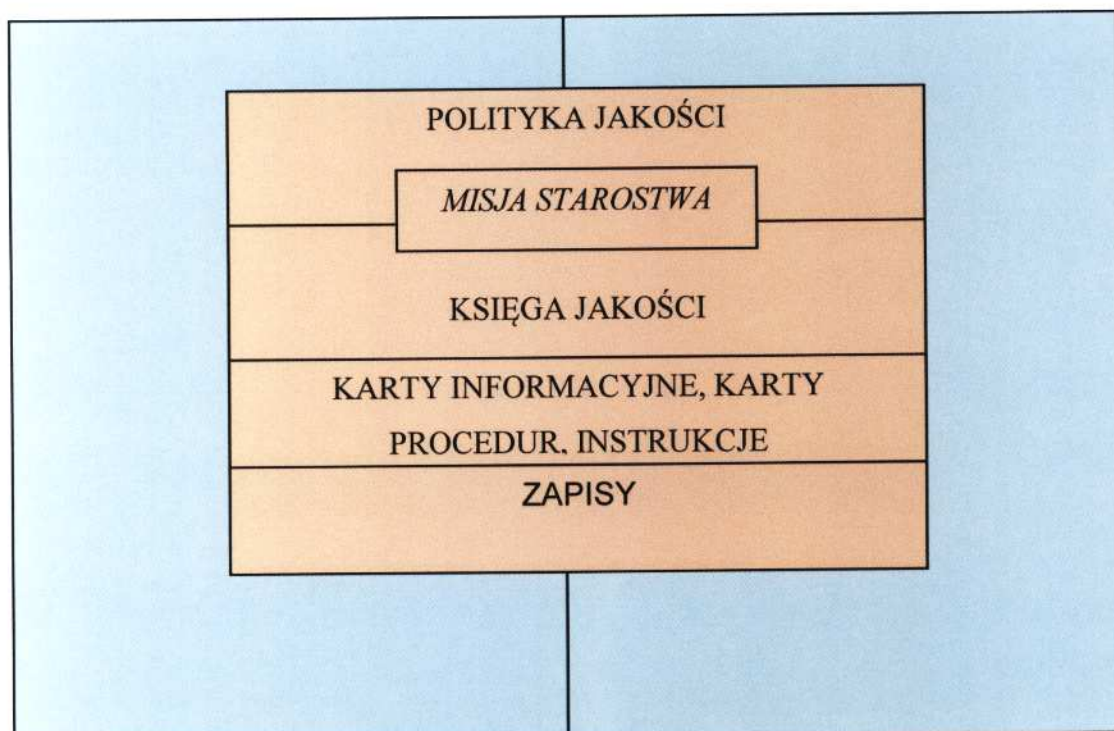 POLITYKA JAKOŚCI
MISJA STAROSTWA
KSIĘGA JAKOŚCI
KARTY INFORMACYJNE, KARTY
PROCEDUR, INSTRUKCJE
ZAPISY